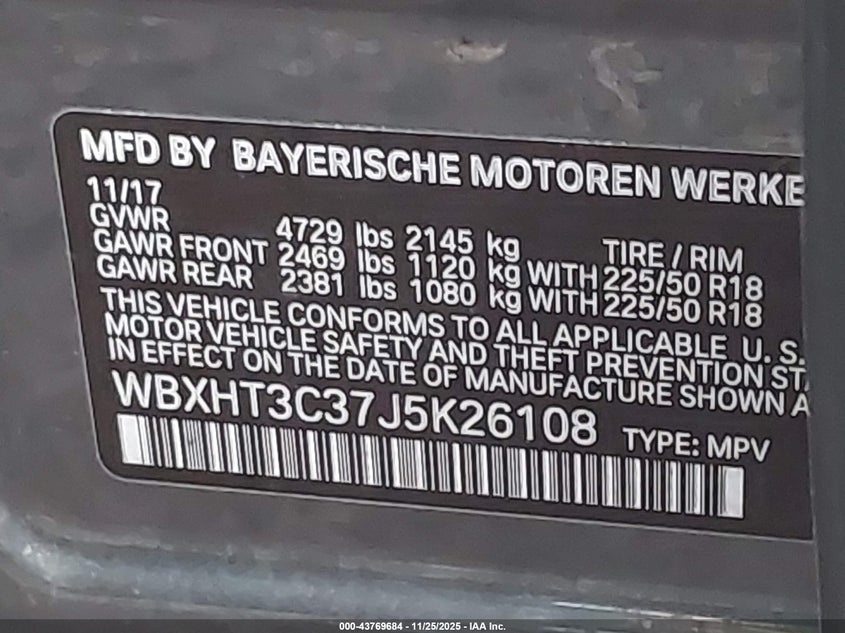 MFD BY BAYERISCHE MOTOREN WERKE
11/17
GVWR 4729 lbs 2145 kg TIRE / RIM
GAWR FRONT 2469 lbs 1120 kg WITH 225/50 R18
GAWR REAR 2381 lbs 1080 kg WITH 225/50 R18
THIS VEHICLE CONFORMS TO ALL APPLICABLE U. S.
MOTOR VEHICLE SAFETY AND THEFT PREVENTION ST
IN EFFECT ON THE DATE OF MANUFACTURE SHOWN A
WBXHT3C37J5K26108 TYPE: MPV
000-43769684 - 11/25/2025 - IAA Inc.